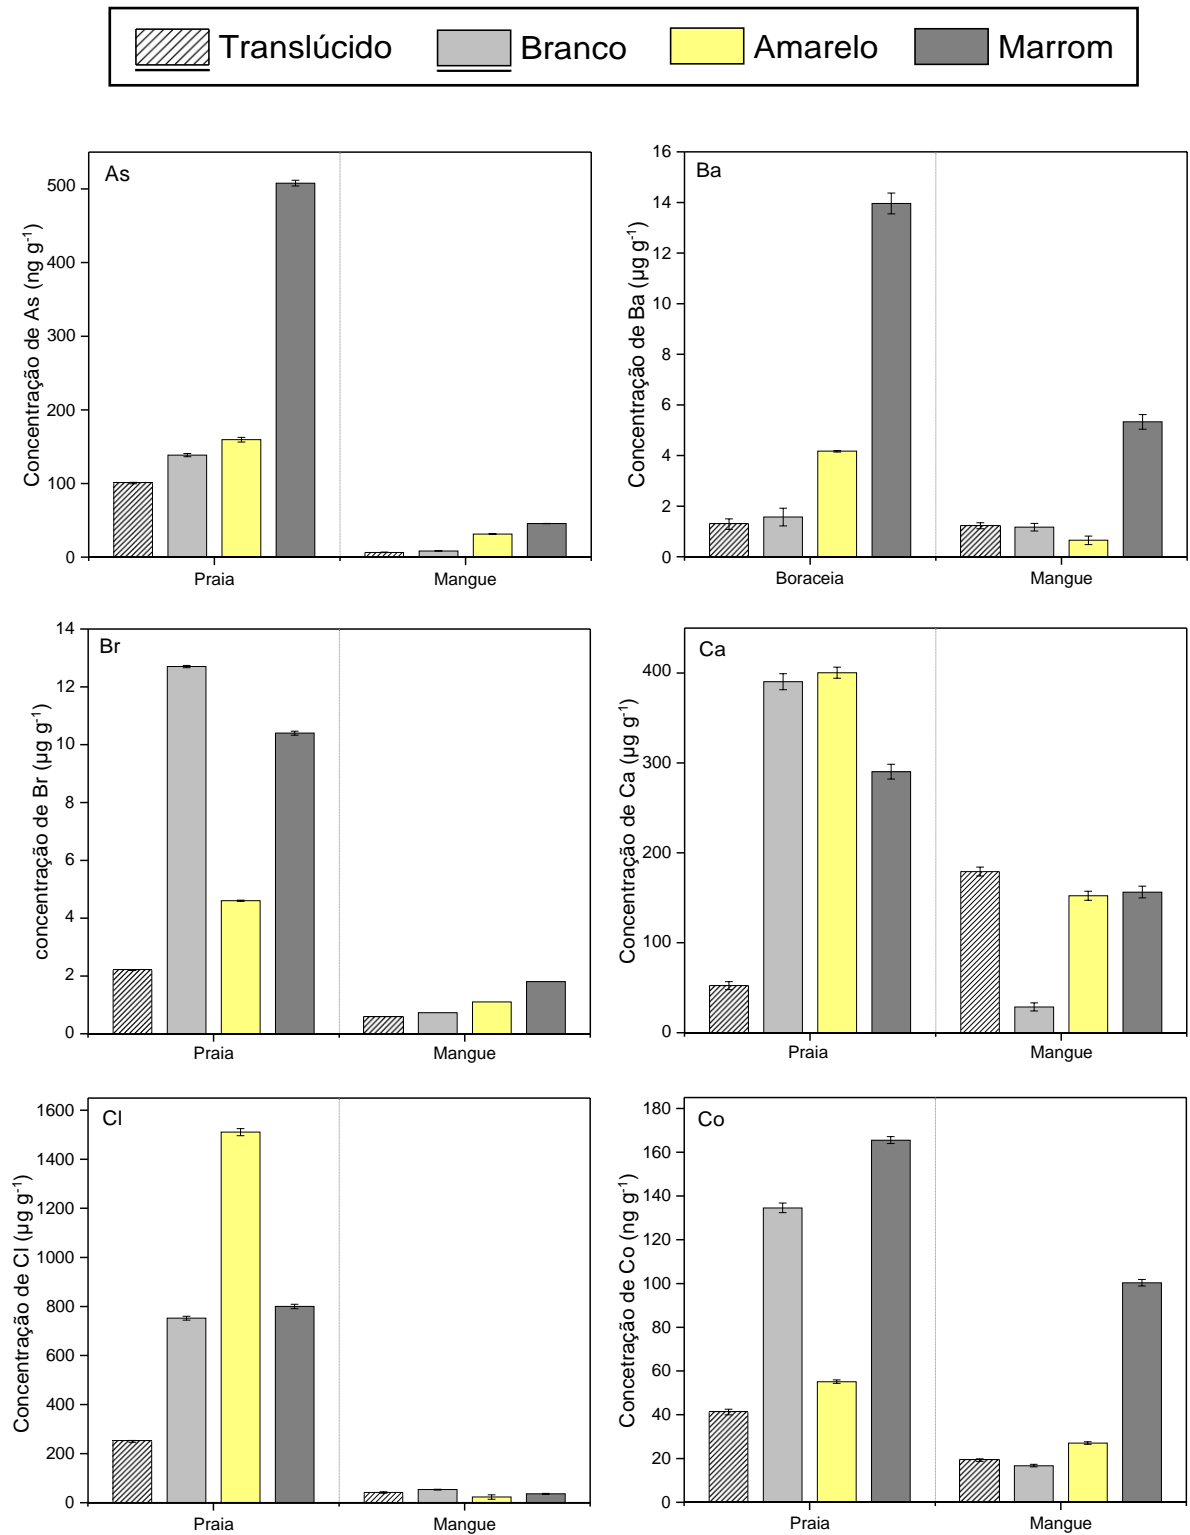 Translúcido Branco Amarelo Marrom
As
Concentração de As (ng g-1)
500
400
300
200
100
0
Praia Mangue
Ba
Concentração de Ba (µg g-1)
16
14
12
10
8
6
4
2
0
Boraceia Mangue
Br
concentração de Br (µg g-1)
14
12
10
8
6
4
2
0
Praia Mangue
Ca
Concentração de Ca (µg g-1)
400
300
200
100
0
Praia Mangue
Cl
Concentração de Cl (µg g-1)
1600
1400
1200
1000
800
600
400
200
0
Praia Mangue
Co
Concetração de Co (ng g-1)
180
160
140
120
100
80
60
40
20
0
Praia Mangue